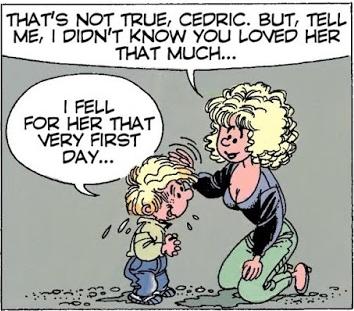 THAT'S NOT TRUE, CEDRIC. BUT, TELL
ME, I DIDN'T KNOW YOU LOVED HER
THAT MUCH...
I FELL
FOR HER THAT
VERY FIRST
DAY...